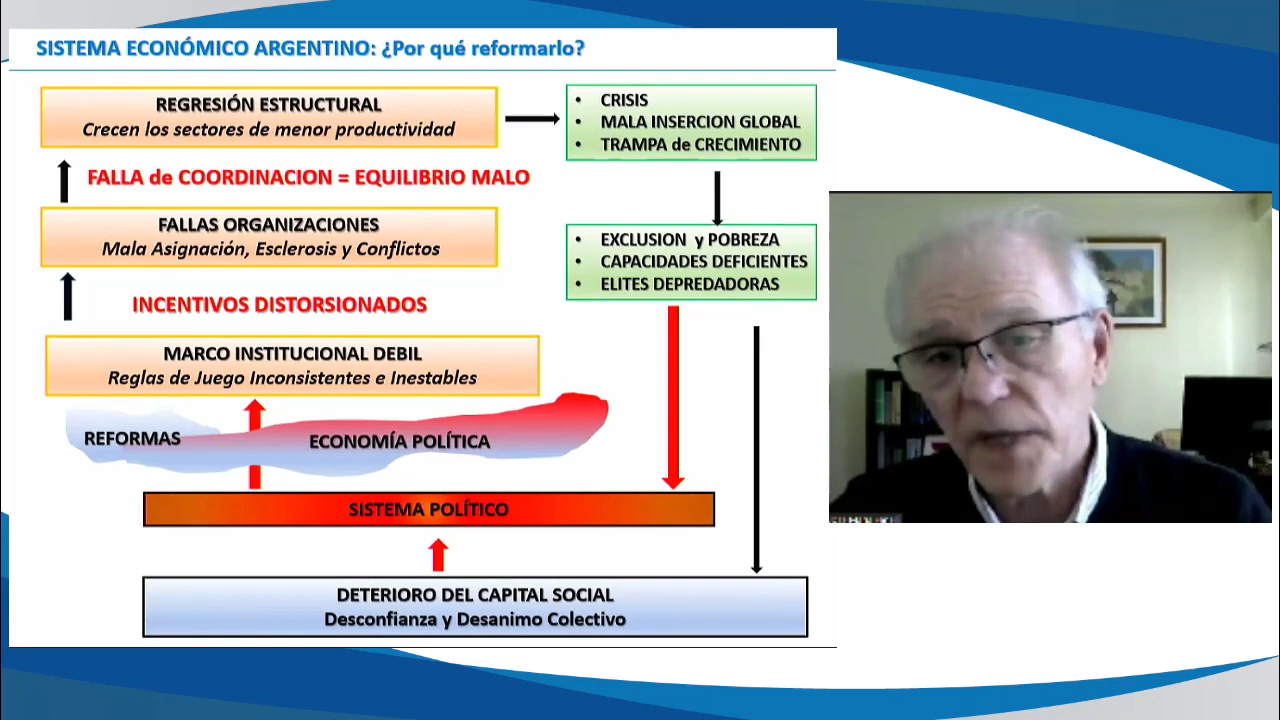 SISTEMA ECONÓMICO ARGENTINO: ¿Por qué reformarlo?
REGRESIÓN ESTRUCTURAL
Crecen los sectores de menor productividad
• CRISIS
• MALA INSERCION GLOBAL
• TRAMPA de CRECIMIENTO
FALLA de COORDINACION = EQUILIBRIO MALO
FALLAS ORGANIZACIONES
Mala Asignación, Esclerosis y Conflictos
• EXCLUSION y POBREZA
• CAPACIDADES DEFICIENTES
• ELITES DEPREDADORAS
INCENTIVOS DISTORSIONADOS
MARCO INSTITUCIONAL DEBIL
Reglas de Juego Inconsistentes e Inestables
REFORMAS
ECONOMÍA POLÍTICA
SISTEMA POLÍTICO
DETERIORO DEL CAPITAL SOCIAL
Desconfianza y Desanimo Colectivo